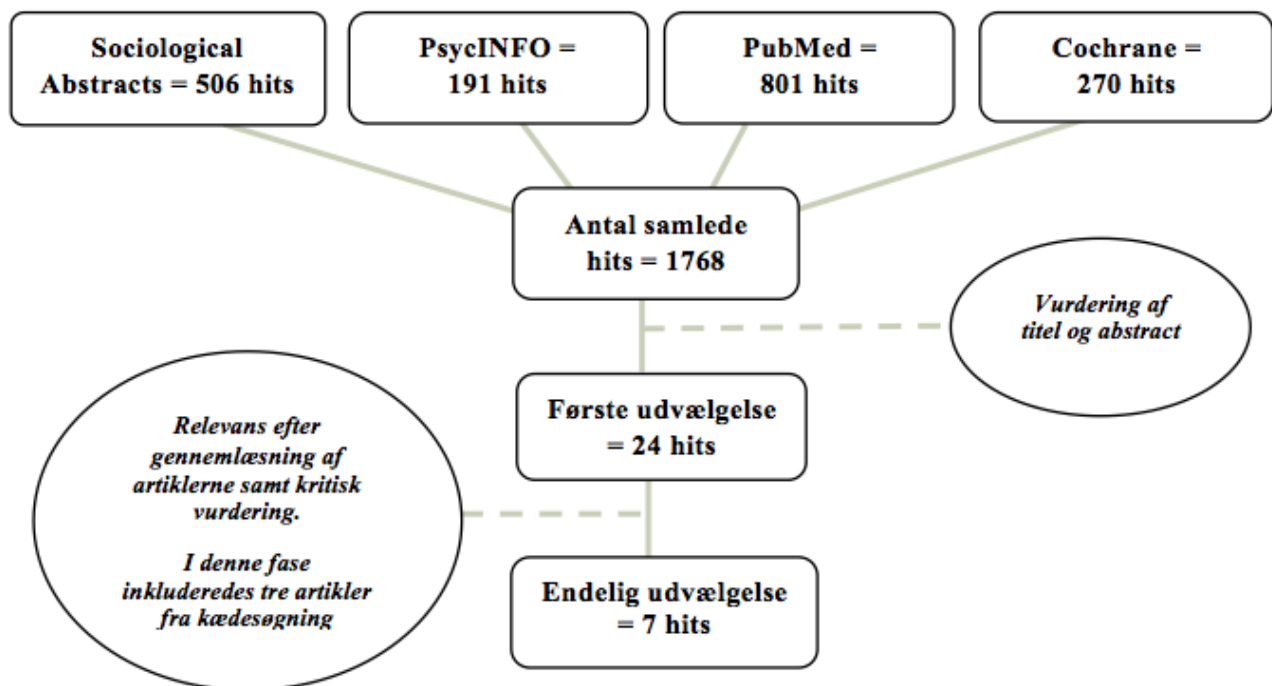 Sociological
Abstracts = 506 hits
PsycINFO =
191 hits
PubMed =
801 hits
Cochrane =
270 hits
Antal samlede
hits = 1768
Vurdering af
titel og abstract
Første udvælgelse
= 24 hits
Relevans efter
gennemlæsning af
artiklerne samt kritisk
vurdering.
I denne fase
inkluderedes tre artikler
fra kædesøgning
Endelig udvælgelse
= 7 hits